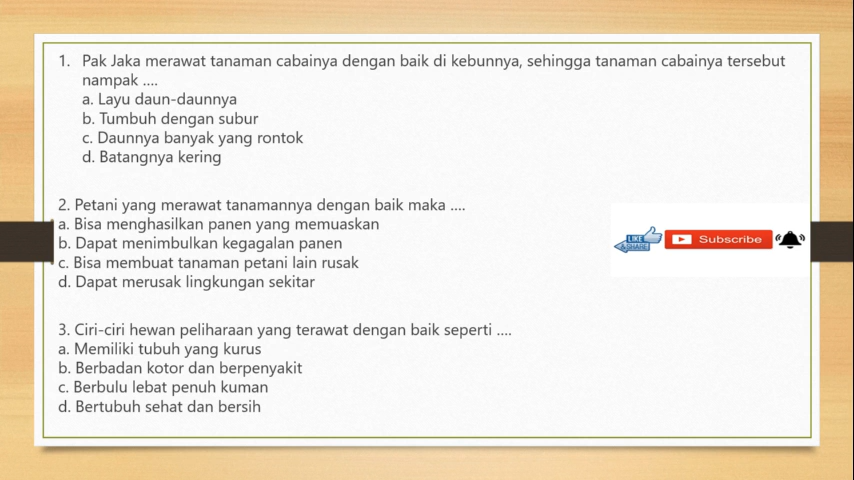 1. Pak Jaka merawat tanaman cabainya dengan baik di kebunnya, sehingga tanaman cabainya tersebut
nampak ....
a. Layu daun-daunnya
b. Tumbuh dengan subur
c. Daunnya banyak yang rontok
d. Batangnya kering
2. Petani yang merawat tanamannya dengan baik maka ....
a. Bisa menghasilkan panen yang memuaskan
b. Dapat menimbulkan kegagalan panen
c. Bisa membuat tanaman petani lain rusak
d. Dapat merusak lingkungan sekitar
LIKE
SHARE
Subscribe
3. Ciri-ciri hewan peliharaan yang terawat dengan baik seperti ....
a. Memiliki tubuh yang kurus
b. Berbadan kotor dan berpenyakit
c. Berbulu lebat penuh kuman
d. Bertubuh sehat dan bersih